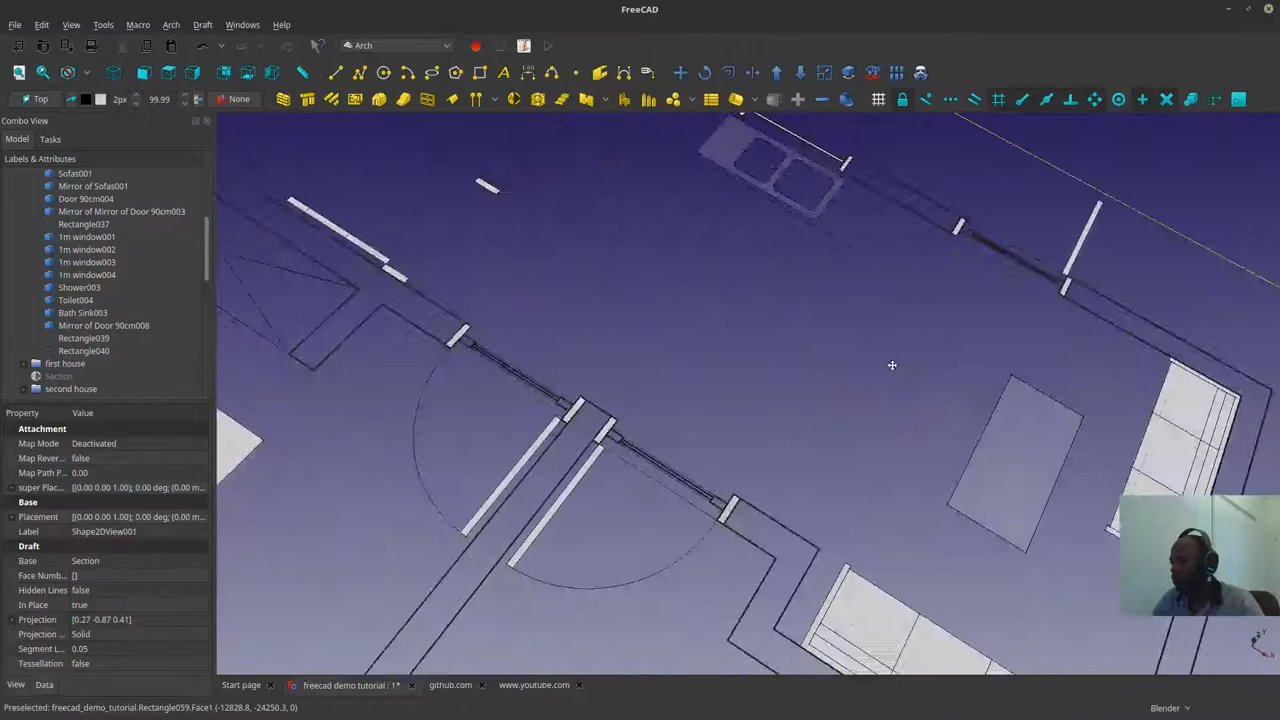 FreeCAD
File Edit View Tools Macro Arch Draft Windows Help
Arch
Top 2px 99.99 None
Combo View
Model Tasks
Labels & Attributes
Sofas001
Mirror of Sofas001
Door 90cm004
Mirror of Mirror of Door 90cm003
Rectangle037
1m window001
1m window002
1m window003
1m window004
Shower003
Toilet004
Bath Sink003
Mirror of Door 90cm008
Rectangle039
Rectangle040
first house
Section
second house
Property Value
Attachment
Map Mode Deactivated
Map Rever... false
Map Path P... 0.00
super Plac... [(0.00 0.00 1.00); 0.00 deg; (0.00 m...
Base
Placement [(0.00 0.00 1.00); 0.00 deg; (0.00 m...
Label Shape2DView001
Draft
Base Section
Face Numb... []
Hidden Lines false
In Place true
Projection [0.27 -0.87 0.41]
Projection ... Solid
Segment L... 0.05
Tessellation false
View Data
Start page freecad demo tutorial : 1* github.com www.youtube.com
Preselected: freecad_demo_tutorial.Rectangle059.Face1 (-12828.8, -24250.3, 0) Blender